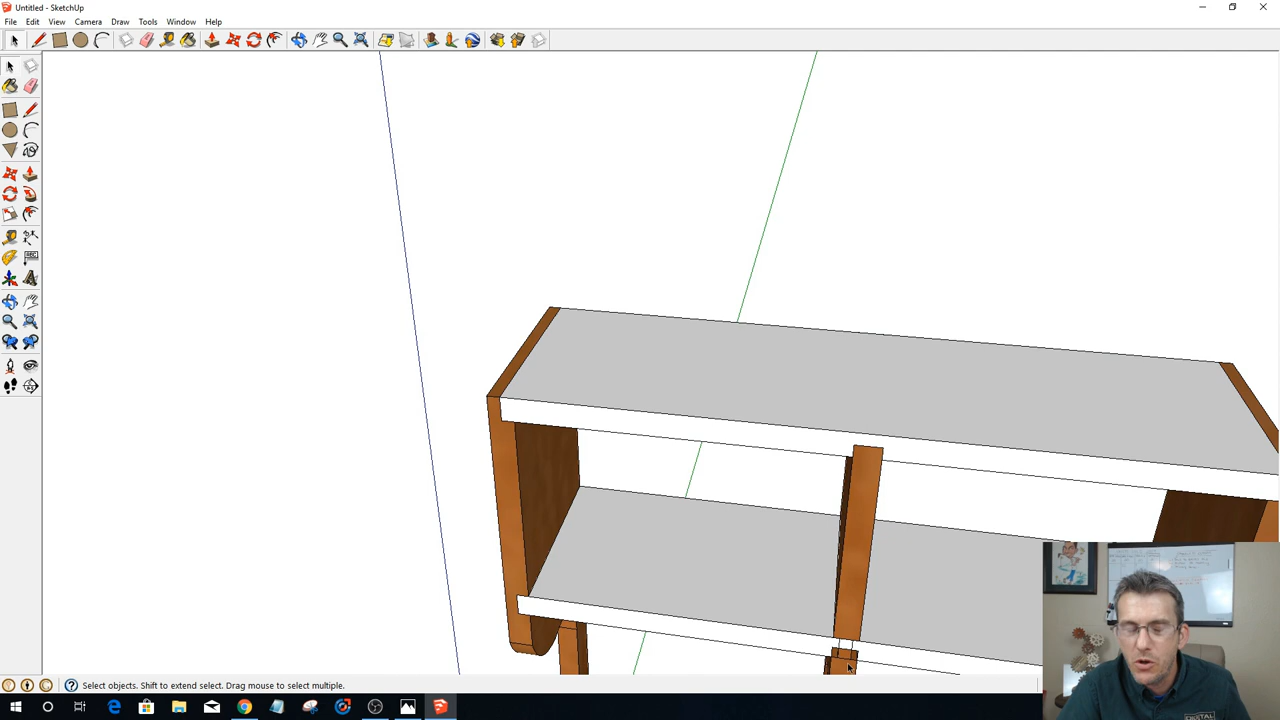 Untitled - SketchUp
File Edit View Camera Draw Tools Window Help
Select objects. Shift to extend select. Drag mouse to select multiple.
DIGITAL